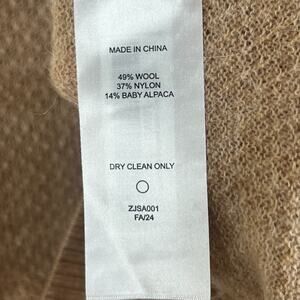 MADE IN CHINA
49% WOOL
37% NYLON
14% BABY ALPACA
DRY CLEAN ONLY
ZJSA001
FA/24